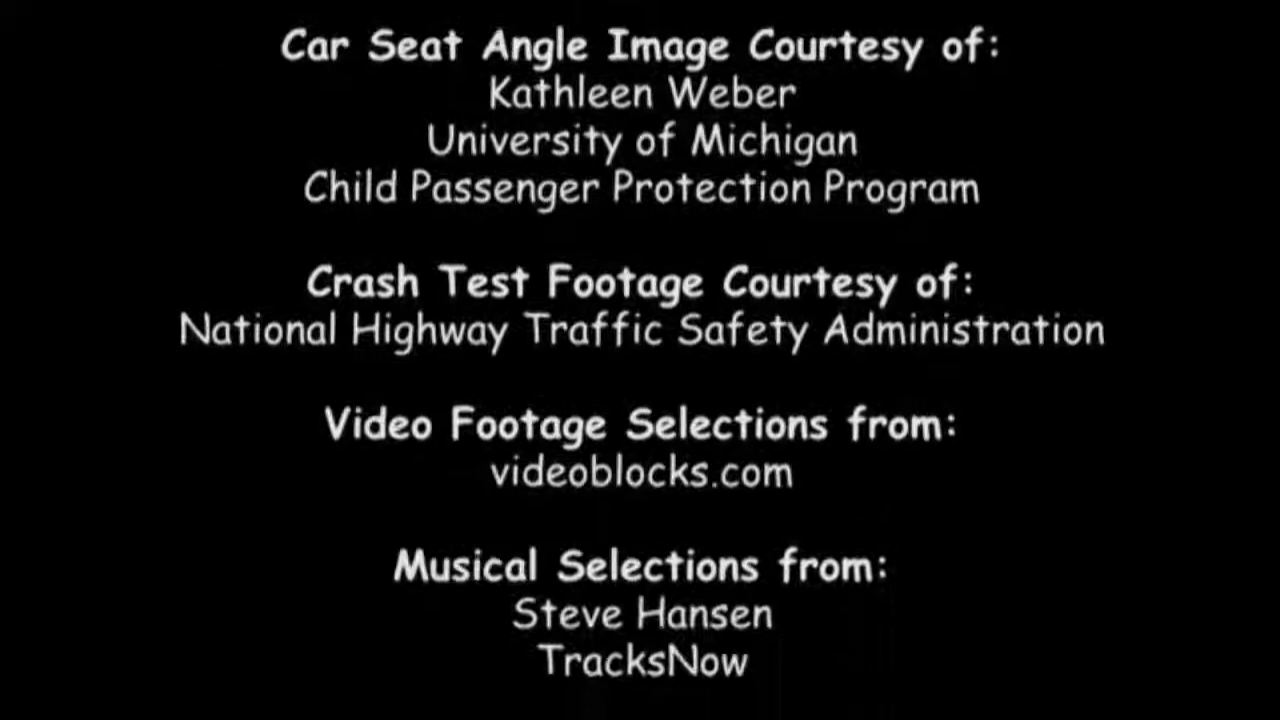 Car Seat Angle Image Courtesy of:
Kathleen Weber
University of Michigan
Child Passenger Protection Program
Crash Test Footage Courtesy of:
National Highway Traffic Safety Administration
Video Footage Selections from:
videoblocks.com
Musical Selections from:
Steve Hansen
TracksNow